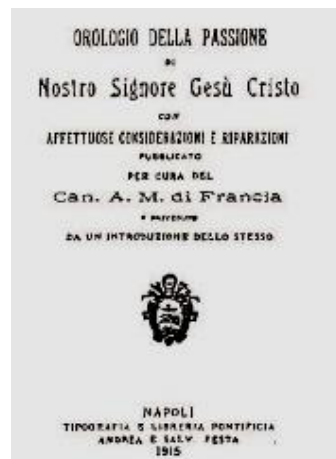 OROLOGIO DELLA PASSIONE
DI
Nostro Signore Gesù Cristo
CON
AFFETTUOSE CONSIDERAZIONI E RIPARAZIONI
PUBBLICATO
PER CURA DEL
Can. A. M. di Francia
E PRECEDUTO
DA UN INTRODUZIONE DELLO STESSO
NAPOLI
TIPOGRAFIA E LIBRERIA PONTIFICIA
ANDREA E SALV. FESTA
1915